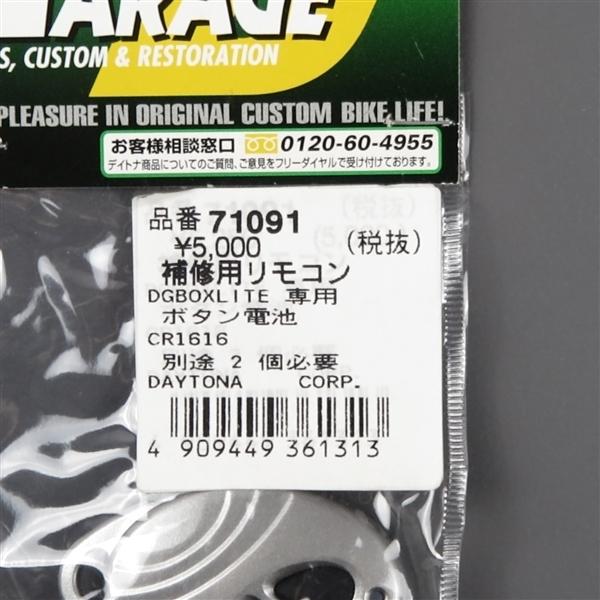 GARAGE
S, CUSTOM & RESTORATION
PLEASURE IN ORIGINAL CUSTOM BIKE LIFE!
お客様相談窓口 0120-60-4955
デイトナ商品についてのご質問、ご意見をフリーダイヤルで受け付けております。
品番 71091
¥5,000 (税抜)
補修用リモコン
DGBOXLITE 専用
ボタン電池
CR1616
別途 2 個必要
DAYTONA CORP.
4 909449 361313